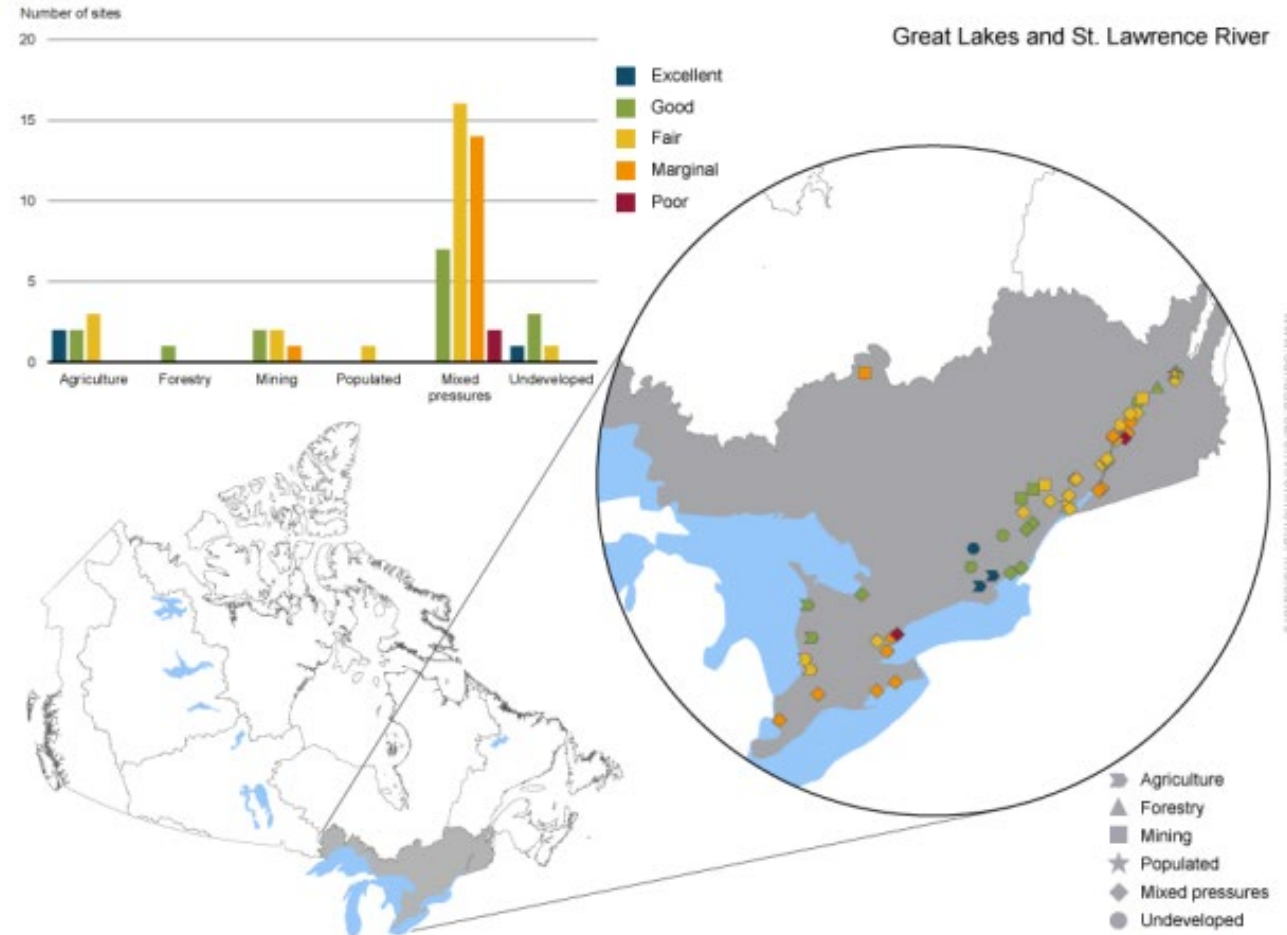 Number of sites
20
15
10
5
0
Agriculture
Forestry
Mining
Populated
Mixed
pressures
Undeveloped
Excellent
Good
Fair
Marginal
Poor
Great Lakes and St. Lawrence River
Agriculture
Forestry
Mining
Populated
Mixed pressures
Undeveloped